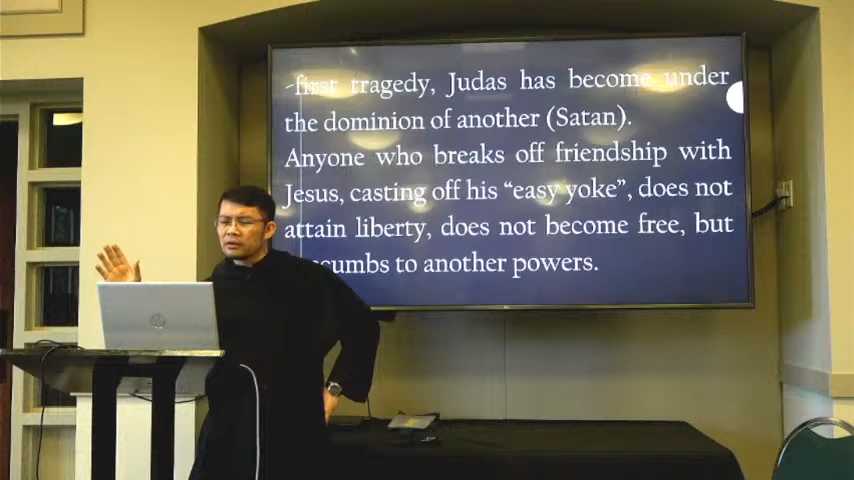 -first tragedy, Judas has become under
the dominion of another (Satan).
Anyone who breaks off friendship with
Jesus, casting off his “easy yoke”, does not
attain liberty, does not become free, but
cumbs to another powers.